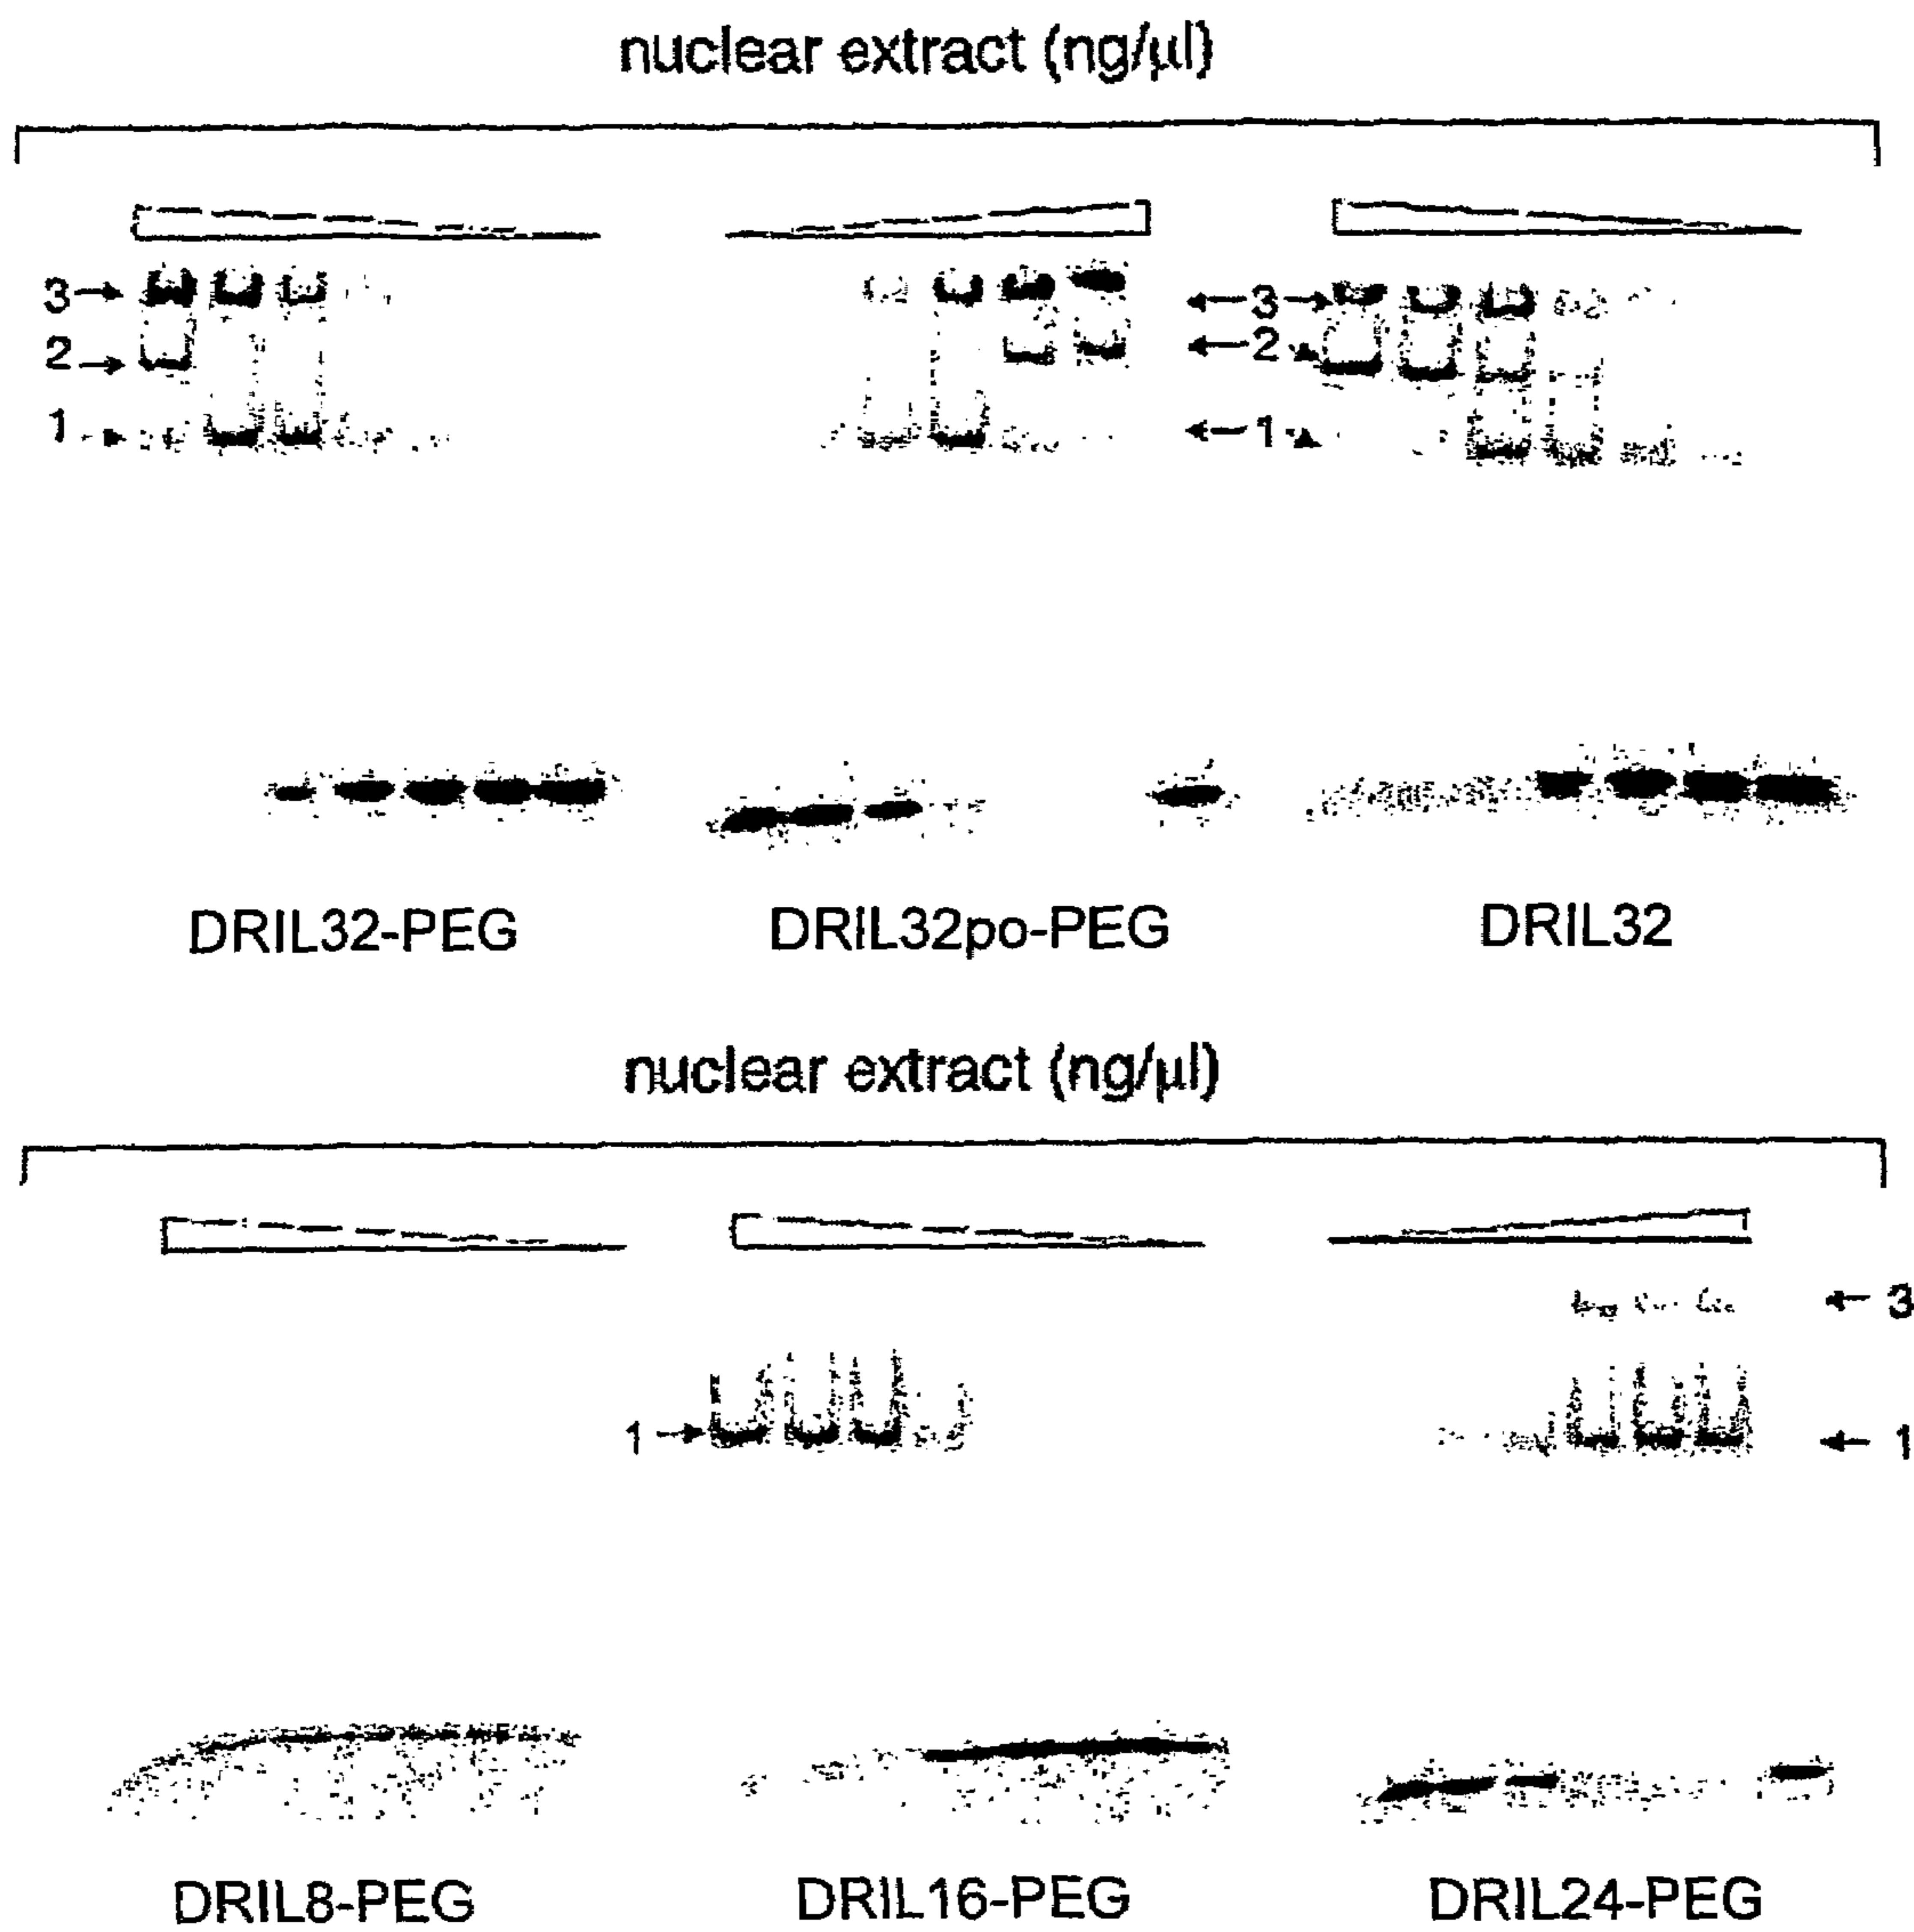 nuclear extract (ng/µl)
3
2
1
3
2
1
DRIL32-PEG DRIL32po-PEG DRIL32
nuclear extract (ng/µl)
3
1 1
DRIL8-PEG DRIL16-PEG DRIL24-PEG